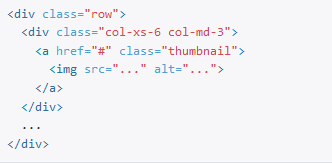 <div class="row">
  <div class="col-xs-6 col-md-3">
    <a href="#" class="thumbnail">
      <img src="..." alt="...">
    </a>
  </div>
  ...
</div>